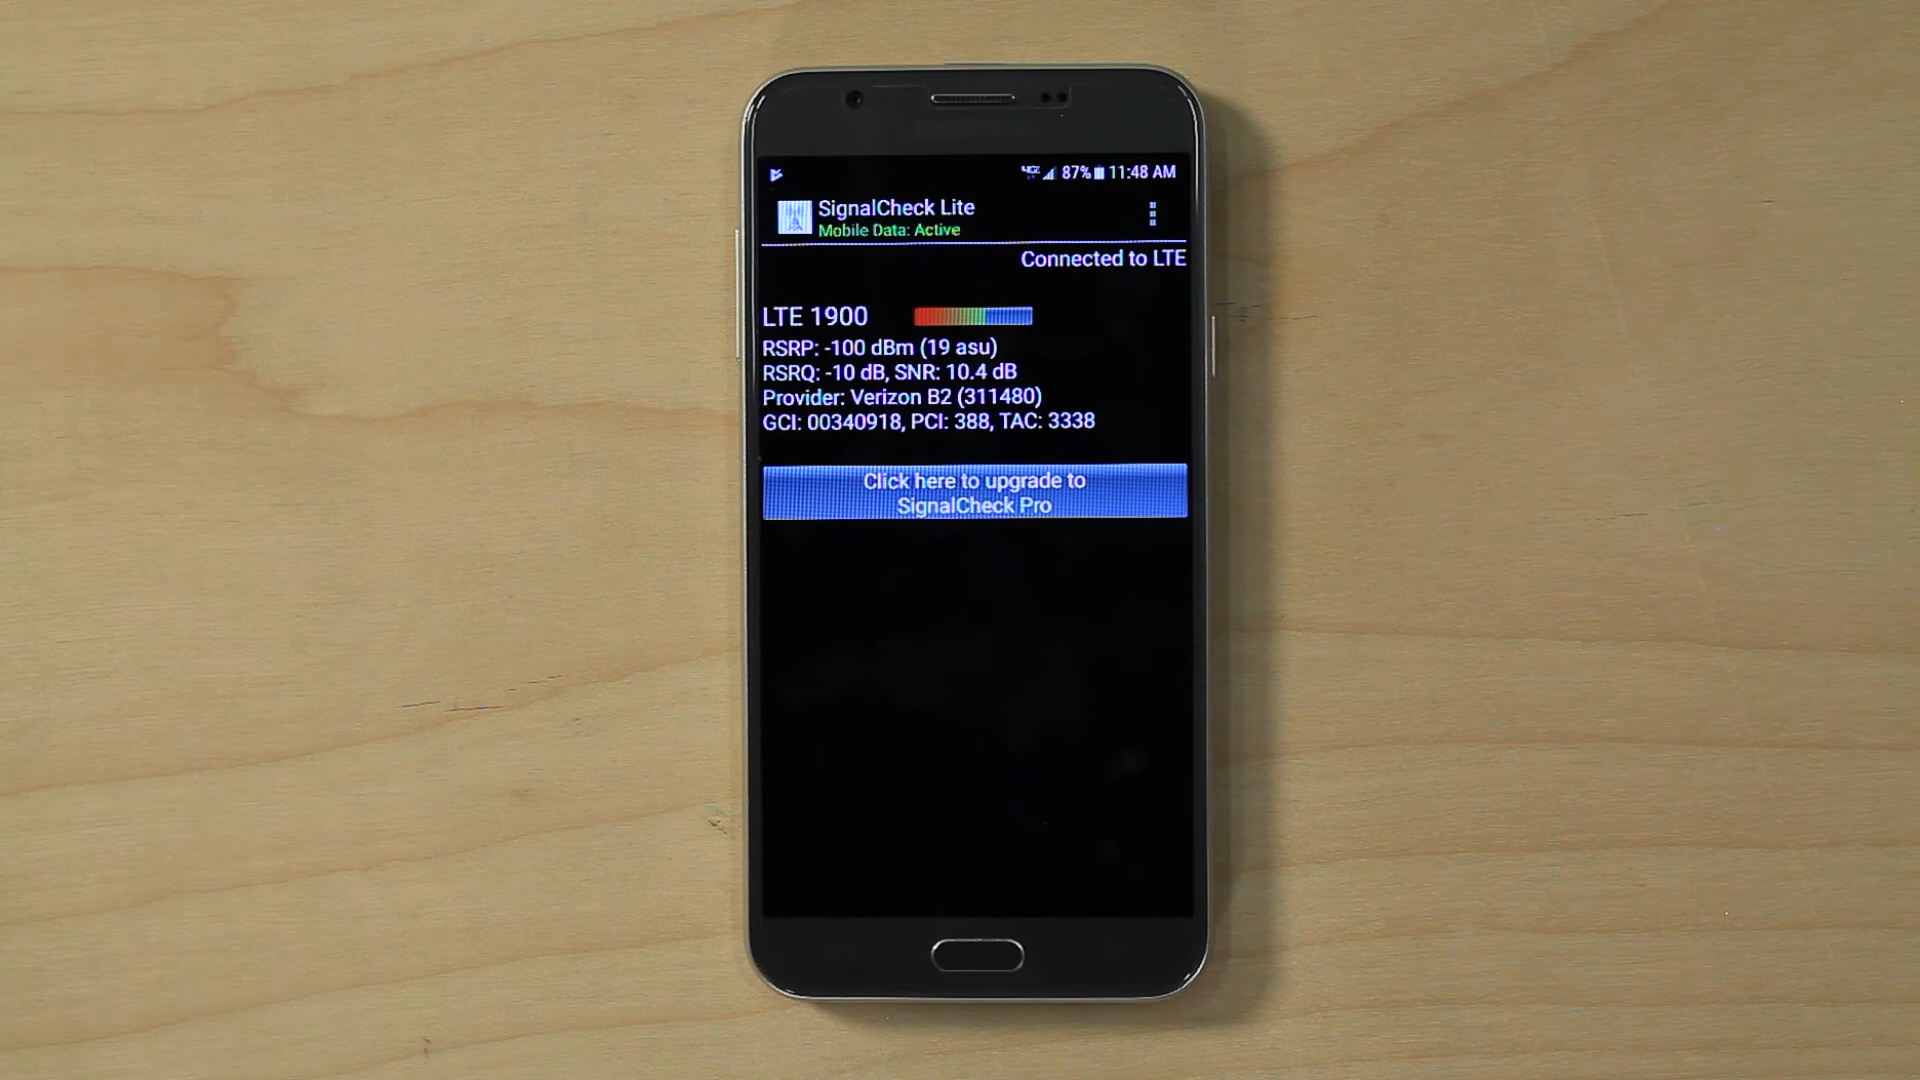 4G 87% 11:48 AM
SignalCheck Lite
Mobile Data: Active
Connected to LTE
LTE 1900
RSRP: -100 dBm (19 asu)
RSRQ: -10 dB, SNR: 10.4 dB
Provider: Verizon B2 (311480)
GCI: 00340918, PCI: 388, TAC: 3338
Click here to upgrade to
SignalCheck Pro